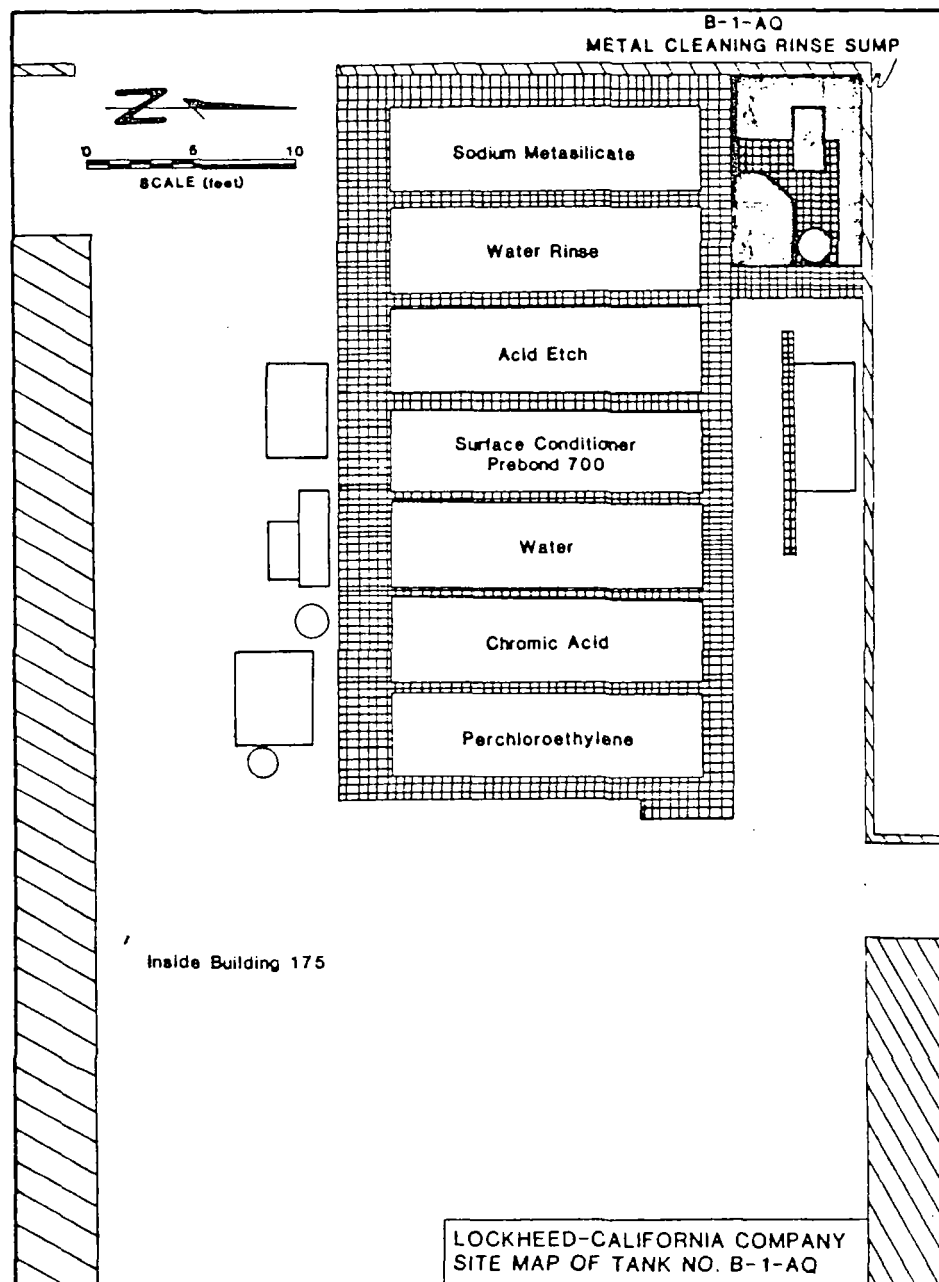 B-1-AQ
METAL CLEANING RINSE SUMP
N
0 5 10
SCALE (feet)
Sodium Metasilicate
Water Rinse
Acid Etch
Surface Conditioner
Prebond 700
Water
Chromic Acid
Perchloroethylene
Inside Building 175
LOCKHEED-CALIFORNIA COMPANY
SITE MAP OF TANK NO. B-1-AQ